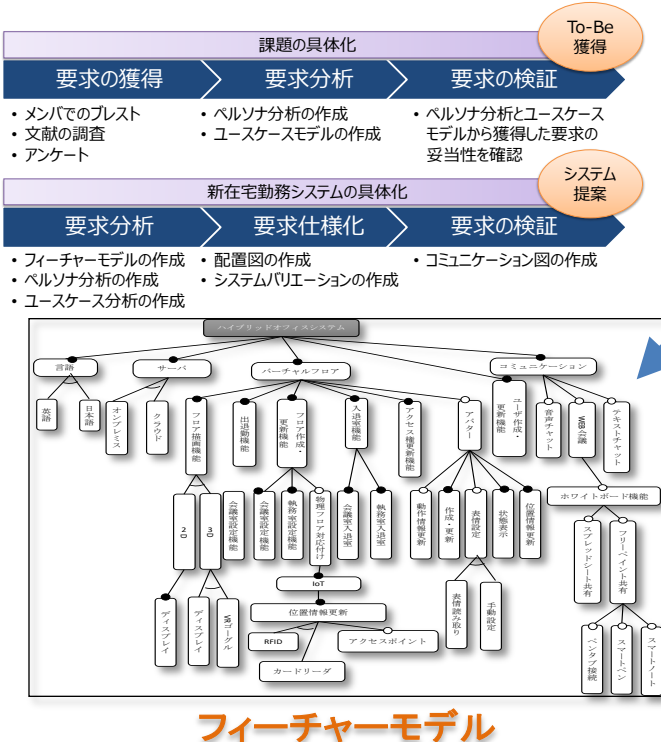 To-Be
獲得
課題の具体化
要求の獲得
要求分析
要求の検証
• メンバでのブレスト
• 文献の調査
• アンケート
• ペルソナ分析の作成
• ユースケースモデルの作成
• ペルソナ分析とユースケース
モデルから獲得した要求の
妥当性を確認
システム
提案
新在宅勤務システムの具体化
要求分析
要求仕様化
要求の検証
• フィーチャーモデルの作成
• ペルソナ分析の作成
• ユースケース分析の作成
• 配置図の作成
• システムバリエーションの作成
• コミュニケーション図の作成
ハイブリッドオフィスシステム
言語
サーバ
バーチャルフロア
コミュニケーション
英語
日本語
オンプレミス
クラウド
フロア描画機能
出退勤機能
フロア作成・
更新機能
入退室機能
アクセス権更新機能
アバター
ユーザ作成・
更新機能
音声チャット
WEB会議
テキストチャット
2D
3D
会議室設定機能
会議室設定機能
執務室設定機能
物理フロア対応付け
会議室入退室
執務室入退室
動作情報更新
作成・更新
表情設定
状態表示
位置情報更新
ホワイトボード機能
スプレッドシート共有
フリーペイント共有
IoT
位置情報更新
RFID
カードリーダ
アクセスポイント
ディスプレイ
ディスプレイ
VRゴーグル
表情読み取り
手動設定
ペンタブ接続
スマートペン
スマートノート
フィーチャーモデル